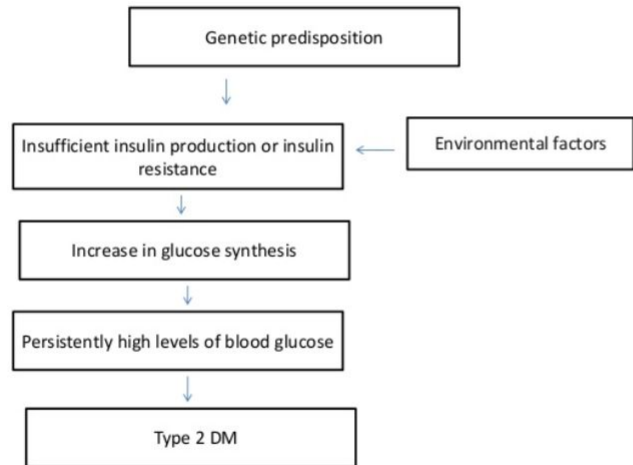 Genetic predisposition
Insufficient insulin production or insulin
resistance
Environmental factors
Increase in glucose synthesis
Persistently high levels of blood glucose
Type 2 DM